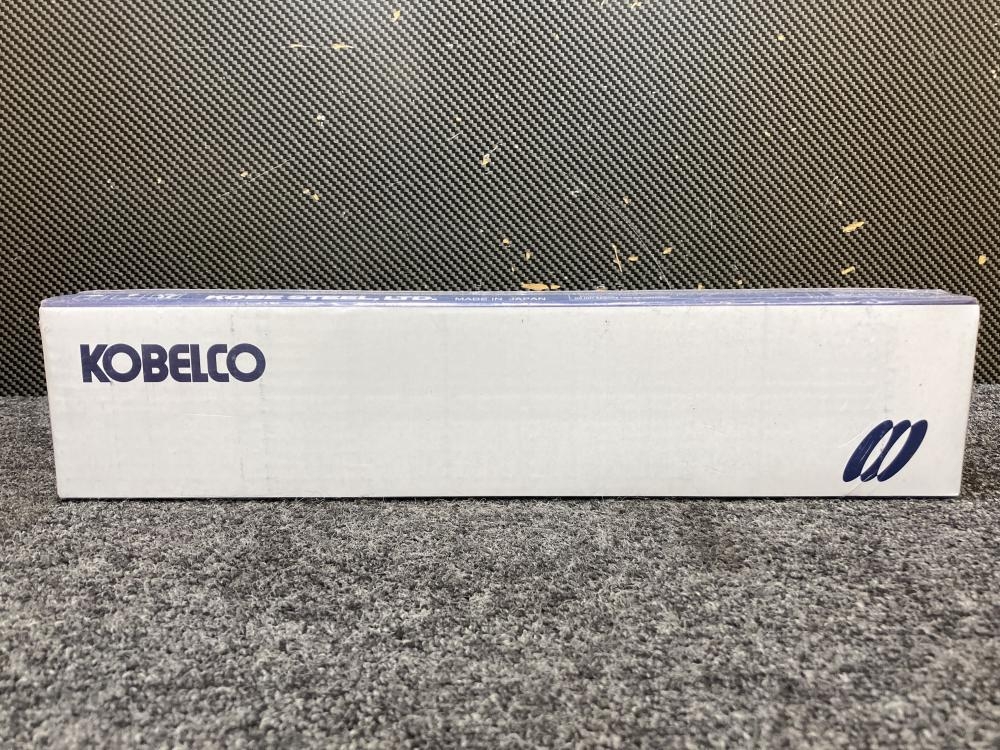 KOBE STEEL, LTD. MADE IN JAPAN
KOBELCO